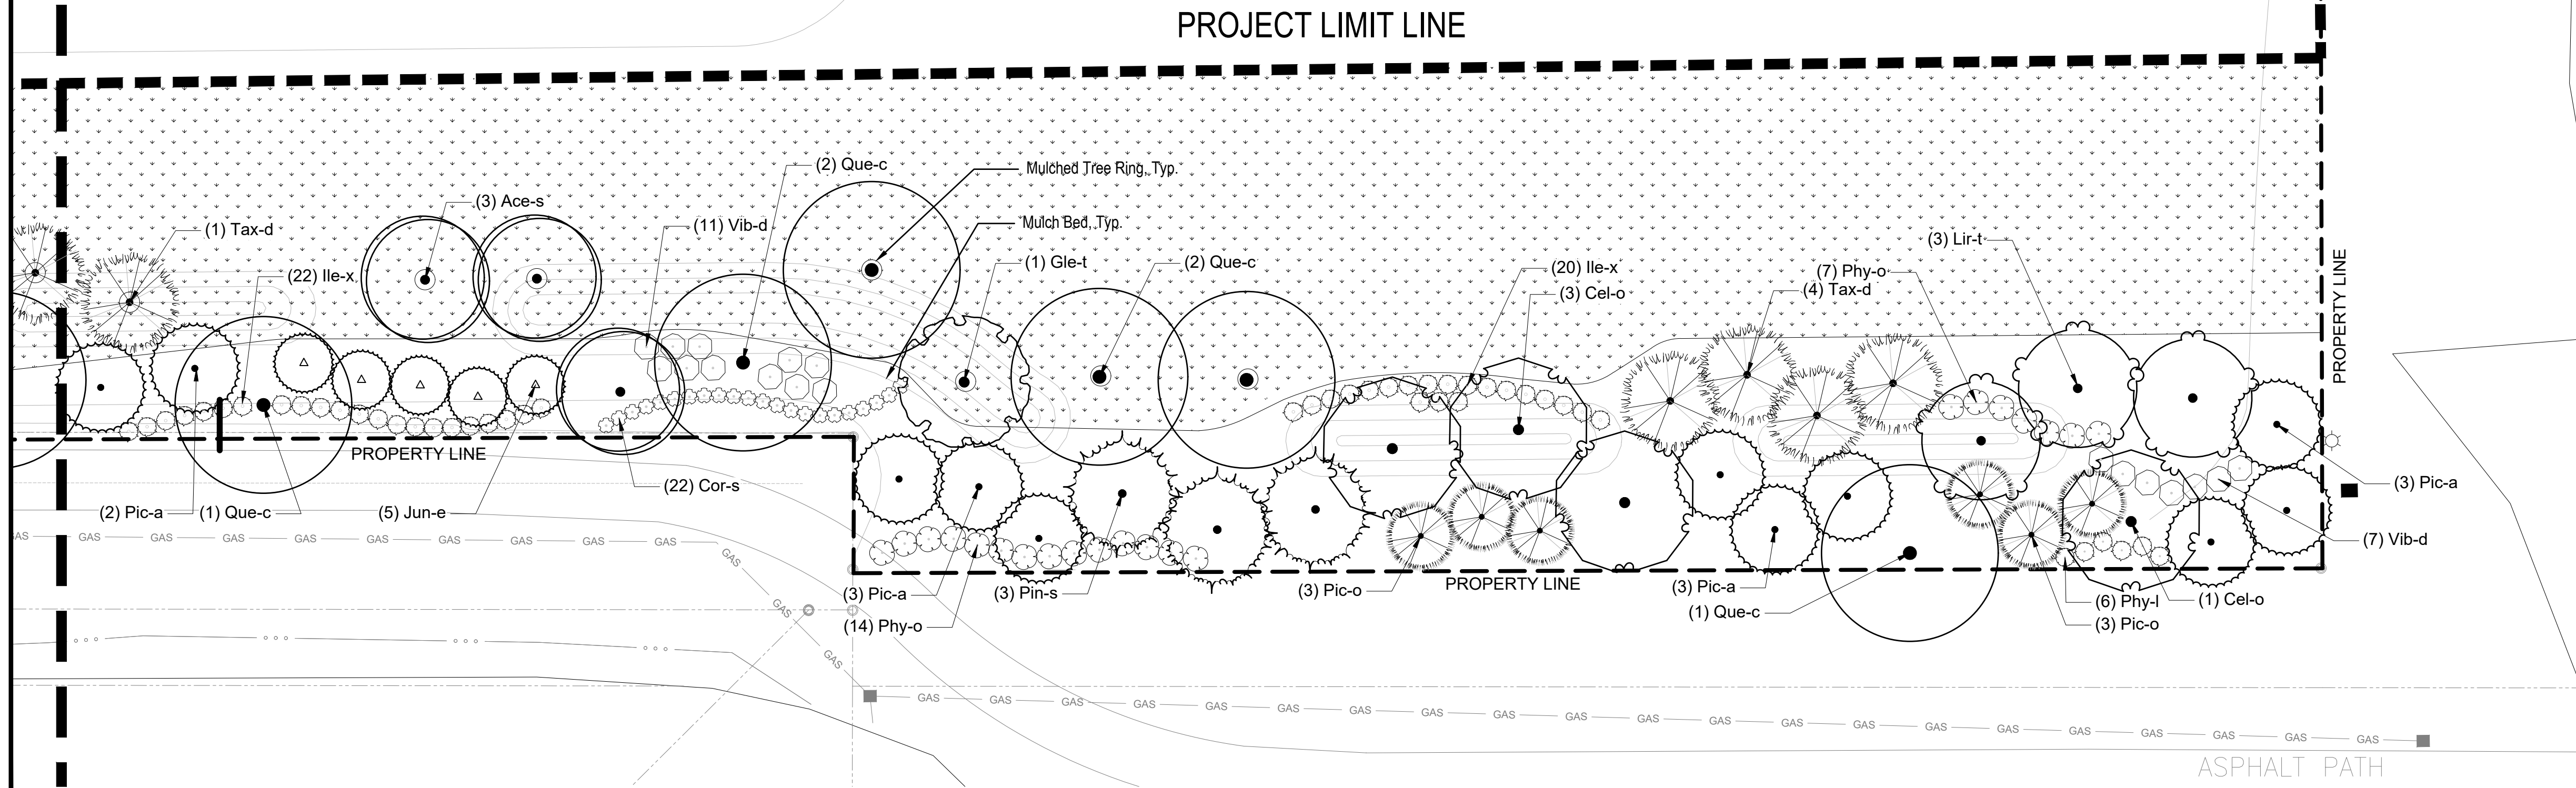 PROJECT LIMIT LINE
(2) Que-c
Mulched Tree Ring, Typ.
(3) Ace-s
(1) Tax-d
(11) Vib-d
Mulch Bed, Typ.
(3) Lir-t
(22) Ile-x
(1) Gle-t
(2) Que-c
(20) Ile-x
(7) Phy-o
(3) Cel-o
(4) Tax-d
PROPERTY LINE
PROPERTY LINE
(22) Cor-s
(3) Pic-a
(2) Pic-a
(1) Que-c
(5) Jun-e
(7) Vib-d
GAS GAS GAS GAS GAS GAS GAS GAS GAS GAS
GAS
GAS
GAS
(3) Pic-a
(3) Pin-s
(3) Pic-o
PROPERTY LINE
(3) Pic-a
(1) Que-c
(6) Phy-l
(1) Cel-o
(14) Phy-o
(3) Pic-o
GAS GAS GAS GAS GAS GAS GAS GAS GAS GAS GAS GAS GAS GAS GAS GAS GAS GAS GAS GAS GAS
ASPHALT PATH